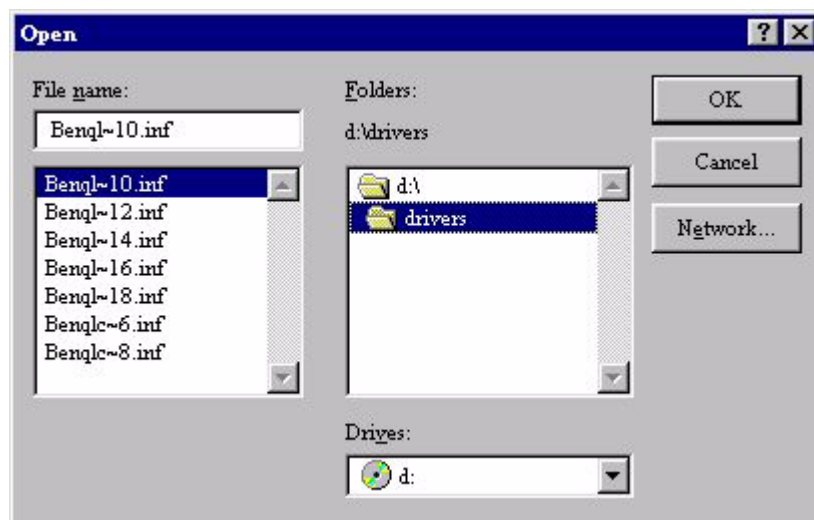 Open
File name:
Benql~10.inf
Benql~10.inf
Benql~12.inf
Benql~14.inf
Benql~16.inf
Benql~18.inf
Benqlc~6.inf
Benqlc~8.inf
Folders:
d:\drivers
d:\
drivers
Drives:
d:
OK
Cancel
Network...